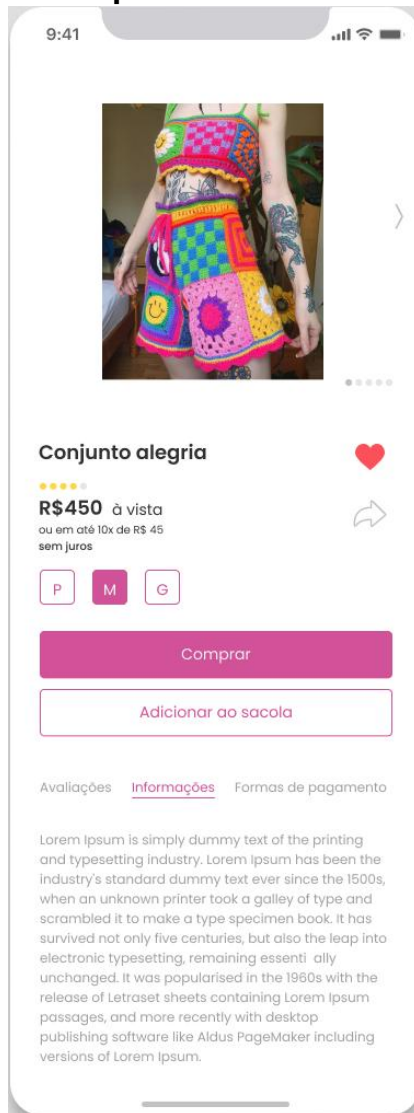 9:41
Conjunto alegria
R$450 à vista
ou em até 10x de R$ 45
sem juros
P M G
Comprar
Adicionar ao sacola
Avaliações Informações Formas de pagamento
Lorem Ipsum is simply dummy text of the printing
and typesetting industry. Lorem Ipsum has been the
industry's standard dummy text ever since the 1500s,
when an unknown printer took a galley of type and
scrambled it to make a type specimen book. It has
survived not only five centuries, but also the leap into
electronic typesetting, remaining essenti ally
unchanged. It was popularised in the 1960s with the
release of Letraset sheets containing Lorem Ipsum
passages, and more recently with desktop
publishing software like Aldus PageMaker including
versions of Lorem Ipsum.